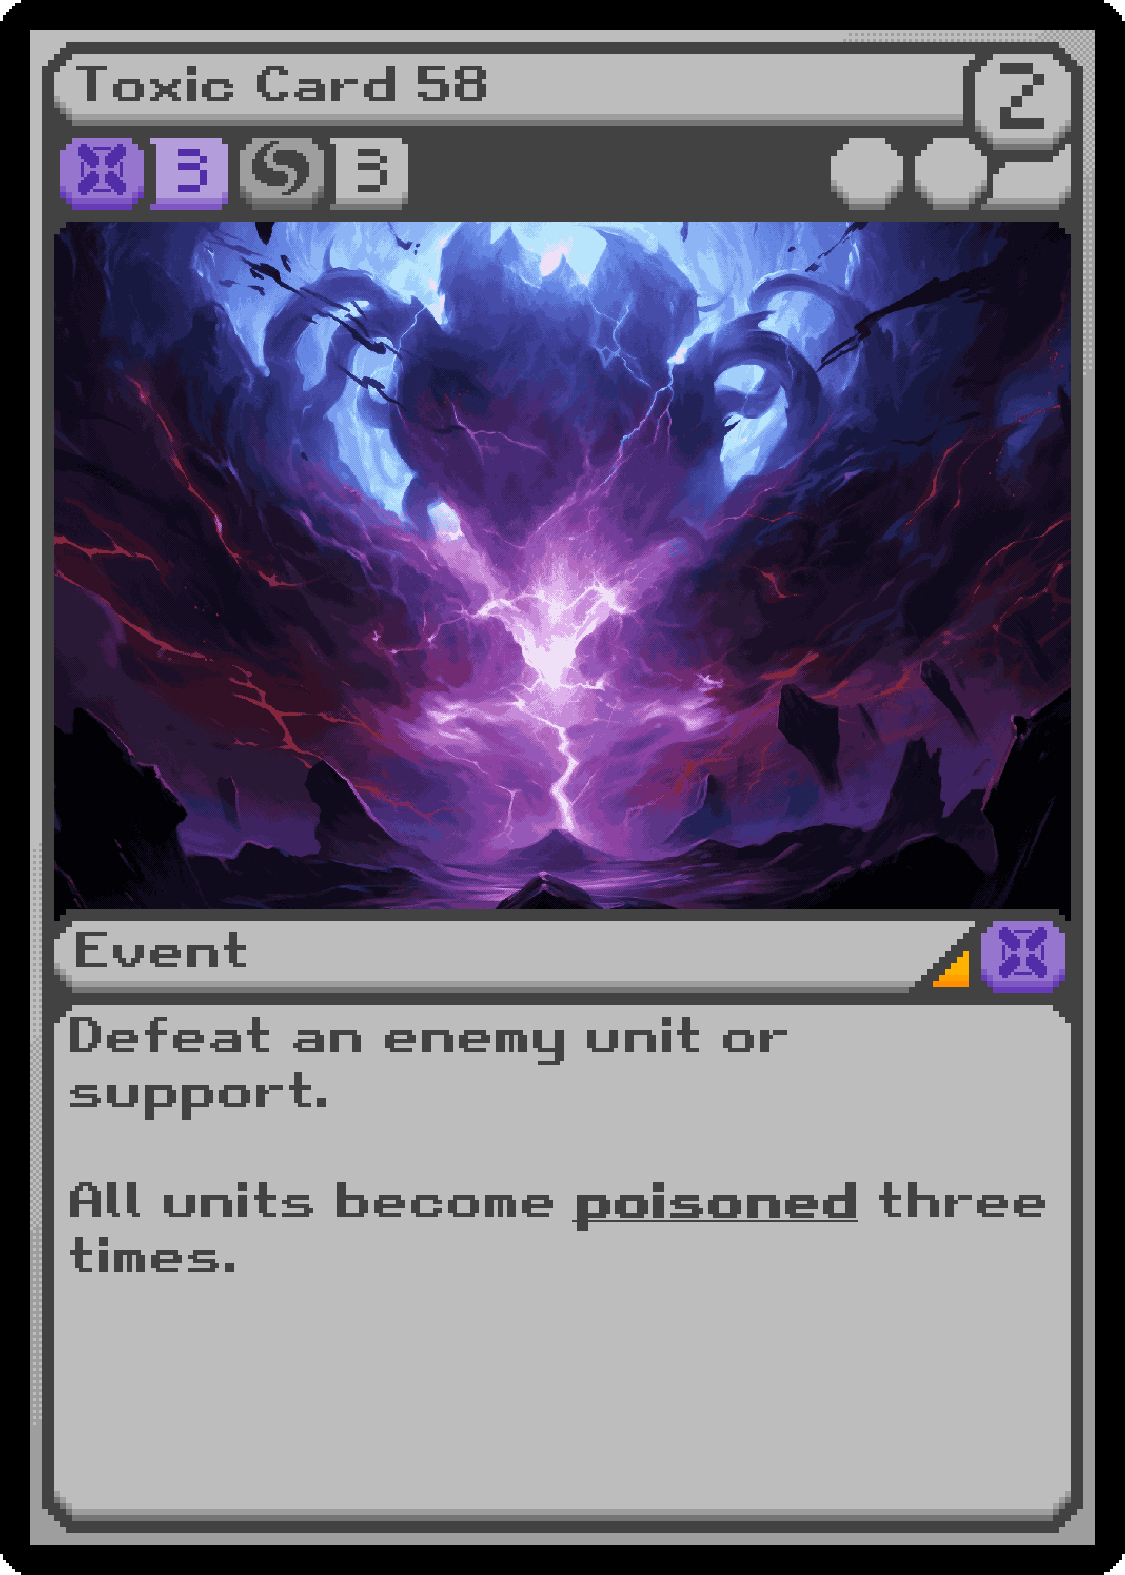 Toxic Card 58
2
3 3
Event
Defeat an enemy unit or
support.
All units become poisoned three
times.